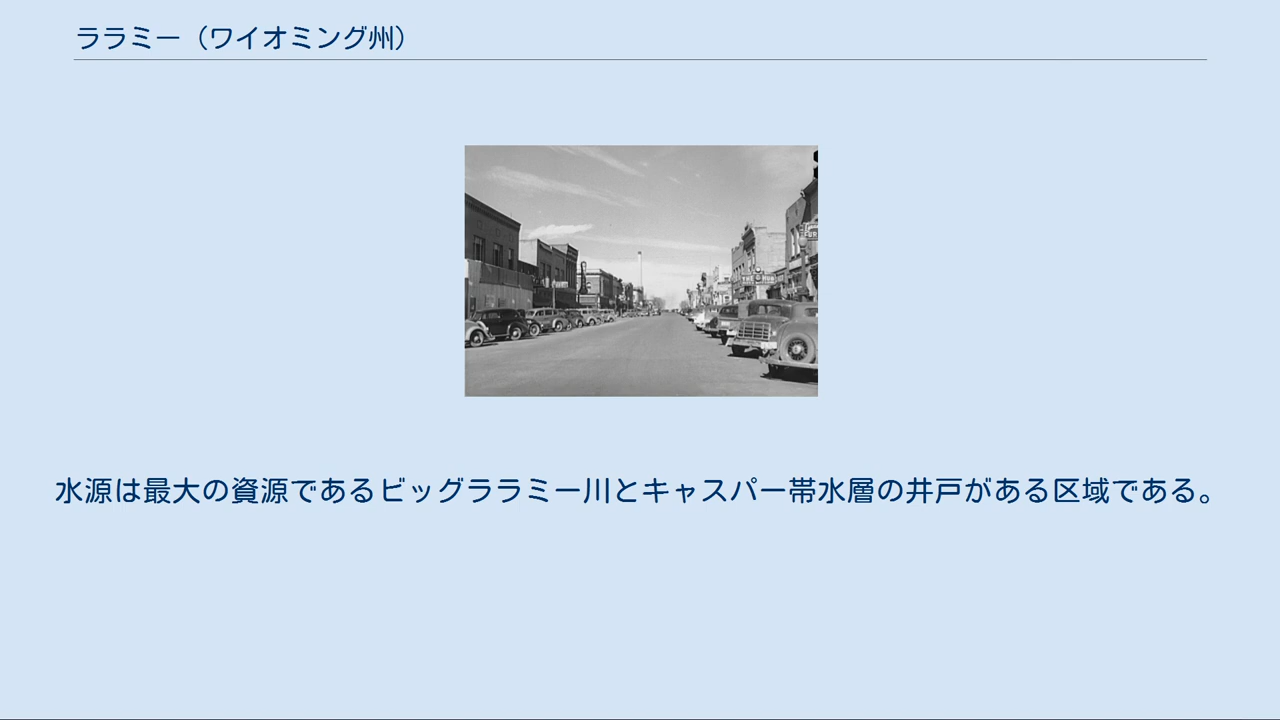 ララミー（ワイオミング州）
水源は最大の資源であるビッグララミー川とキャスパー帯水層の井戸がある区域である。